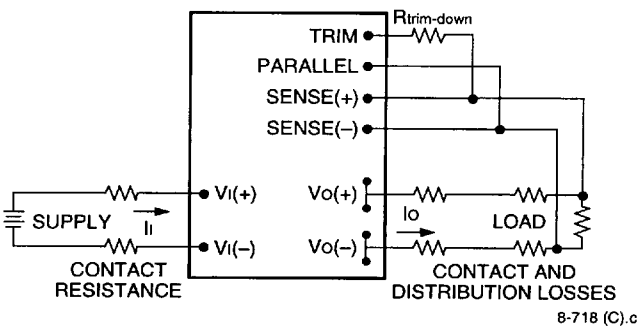 TRIM
Rtrim-down
PARALLEL
SENSE(+)
SENSE(–)
VI(+)
VO(+)
SUPPLY
II
IO
LOAD
VI(–)
VO(–)
CONTACT
RESISTANCE
CONTACT AND
DISTRIBUTION LOSSES
8-718 (C).c